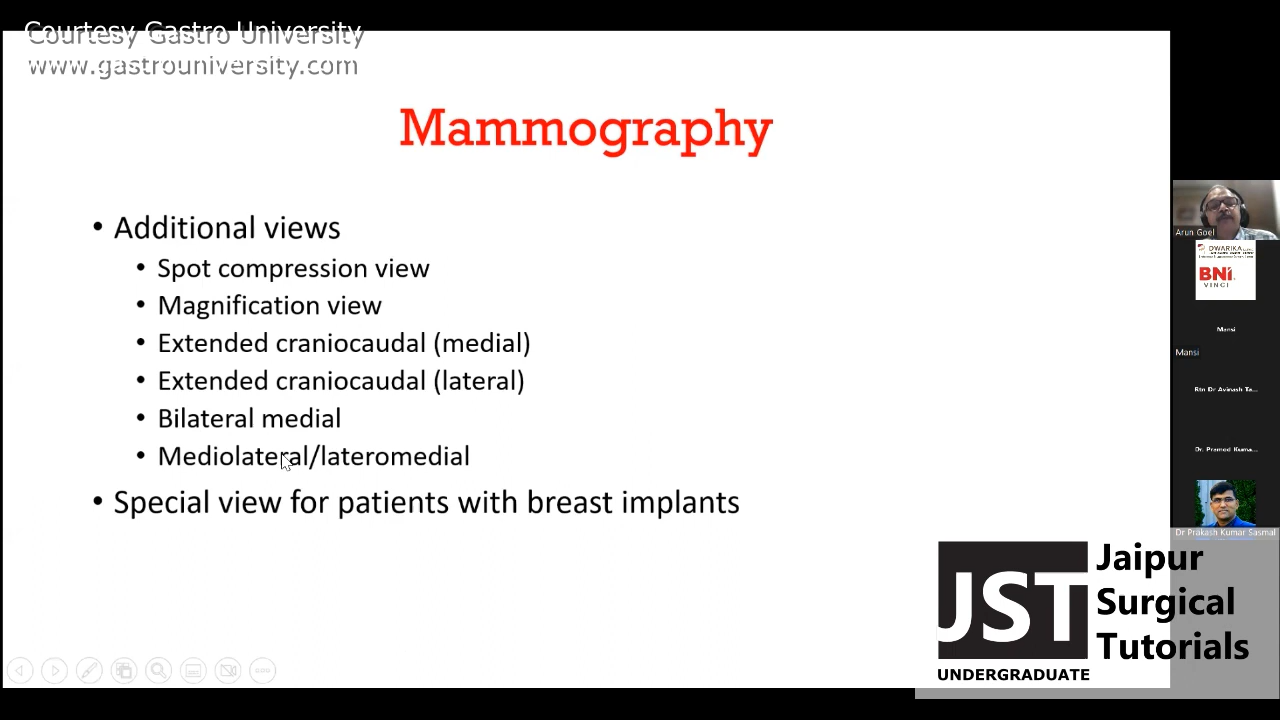 Courtesy Gastro University
www.gastrouniversity.com
Mammography
• Additional views
• Spot compression view
• Magnification view
• Extended craniocaudal (medial)
• Extended craniocaudal (lateral)
• Bilateral medial
• Mediolateral/lateromedial
• Special view for patients with breast implants
Arun Goel
DWARIKA
BNI
VINCI
Mansi
Mansi
Rtn Dr Avinash Ta...
Dr. Pramod Kuma...
Dr Prakash Kumar Sasmal
JST
UNDERGRADUATE
Jaipur
Surgical
Tutorials